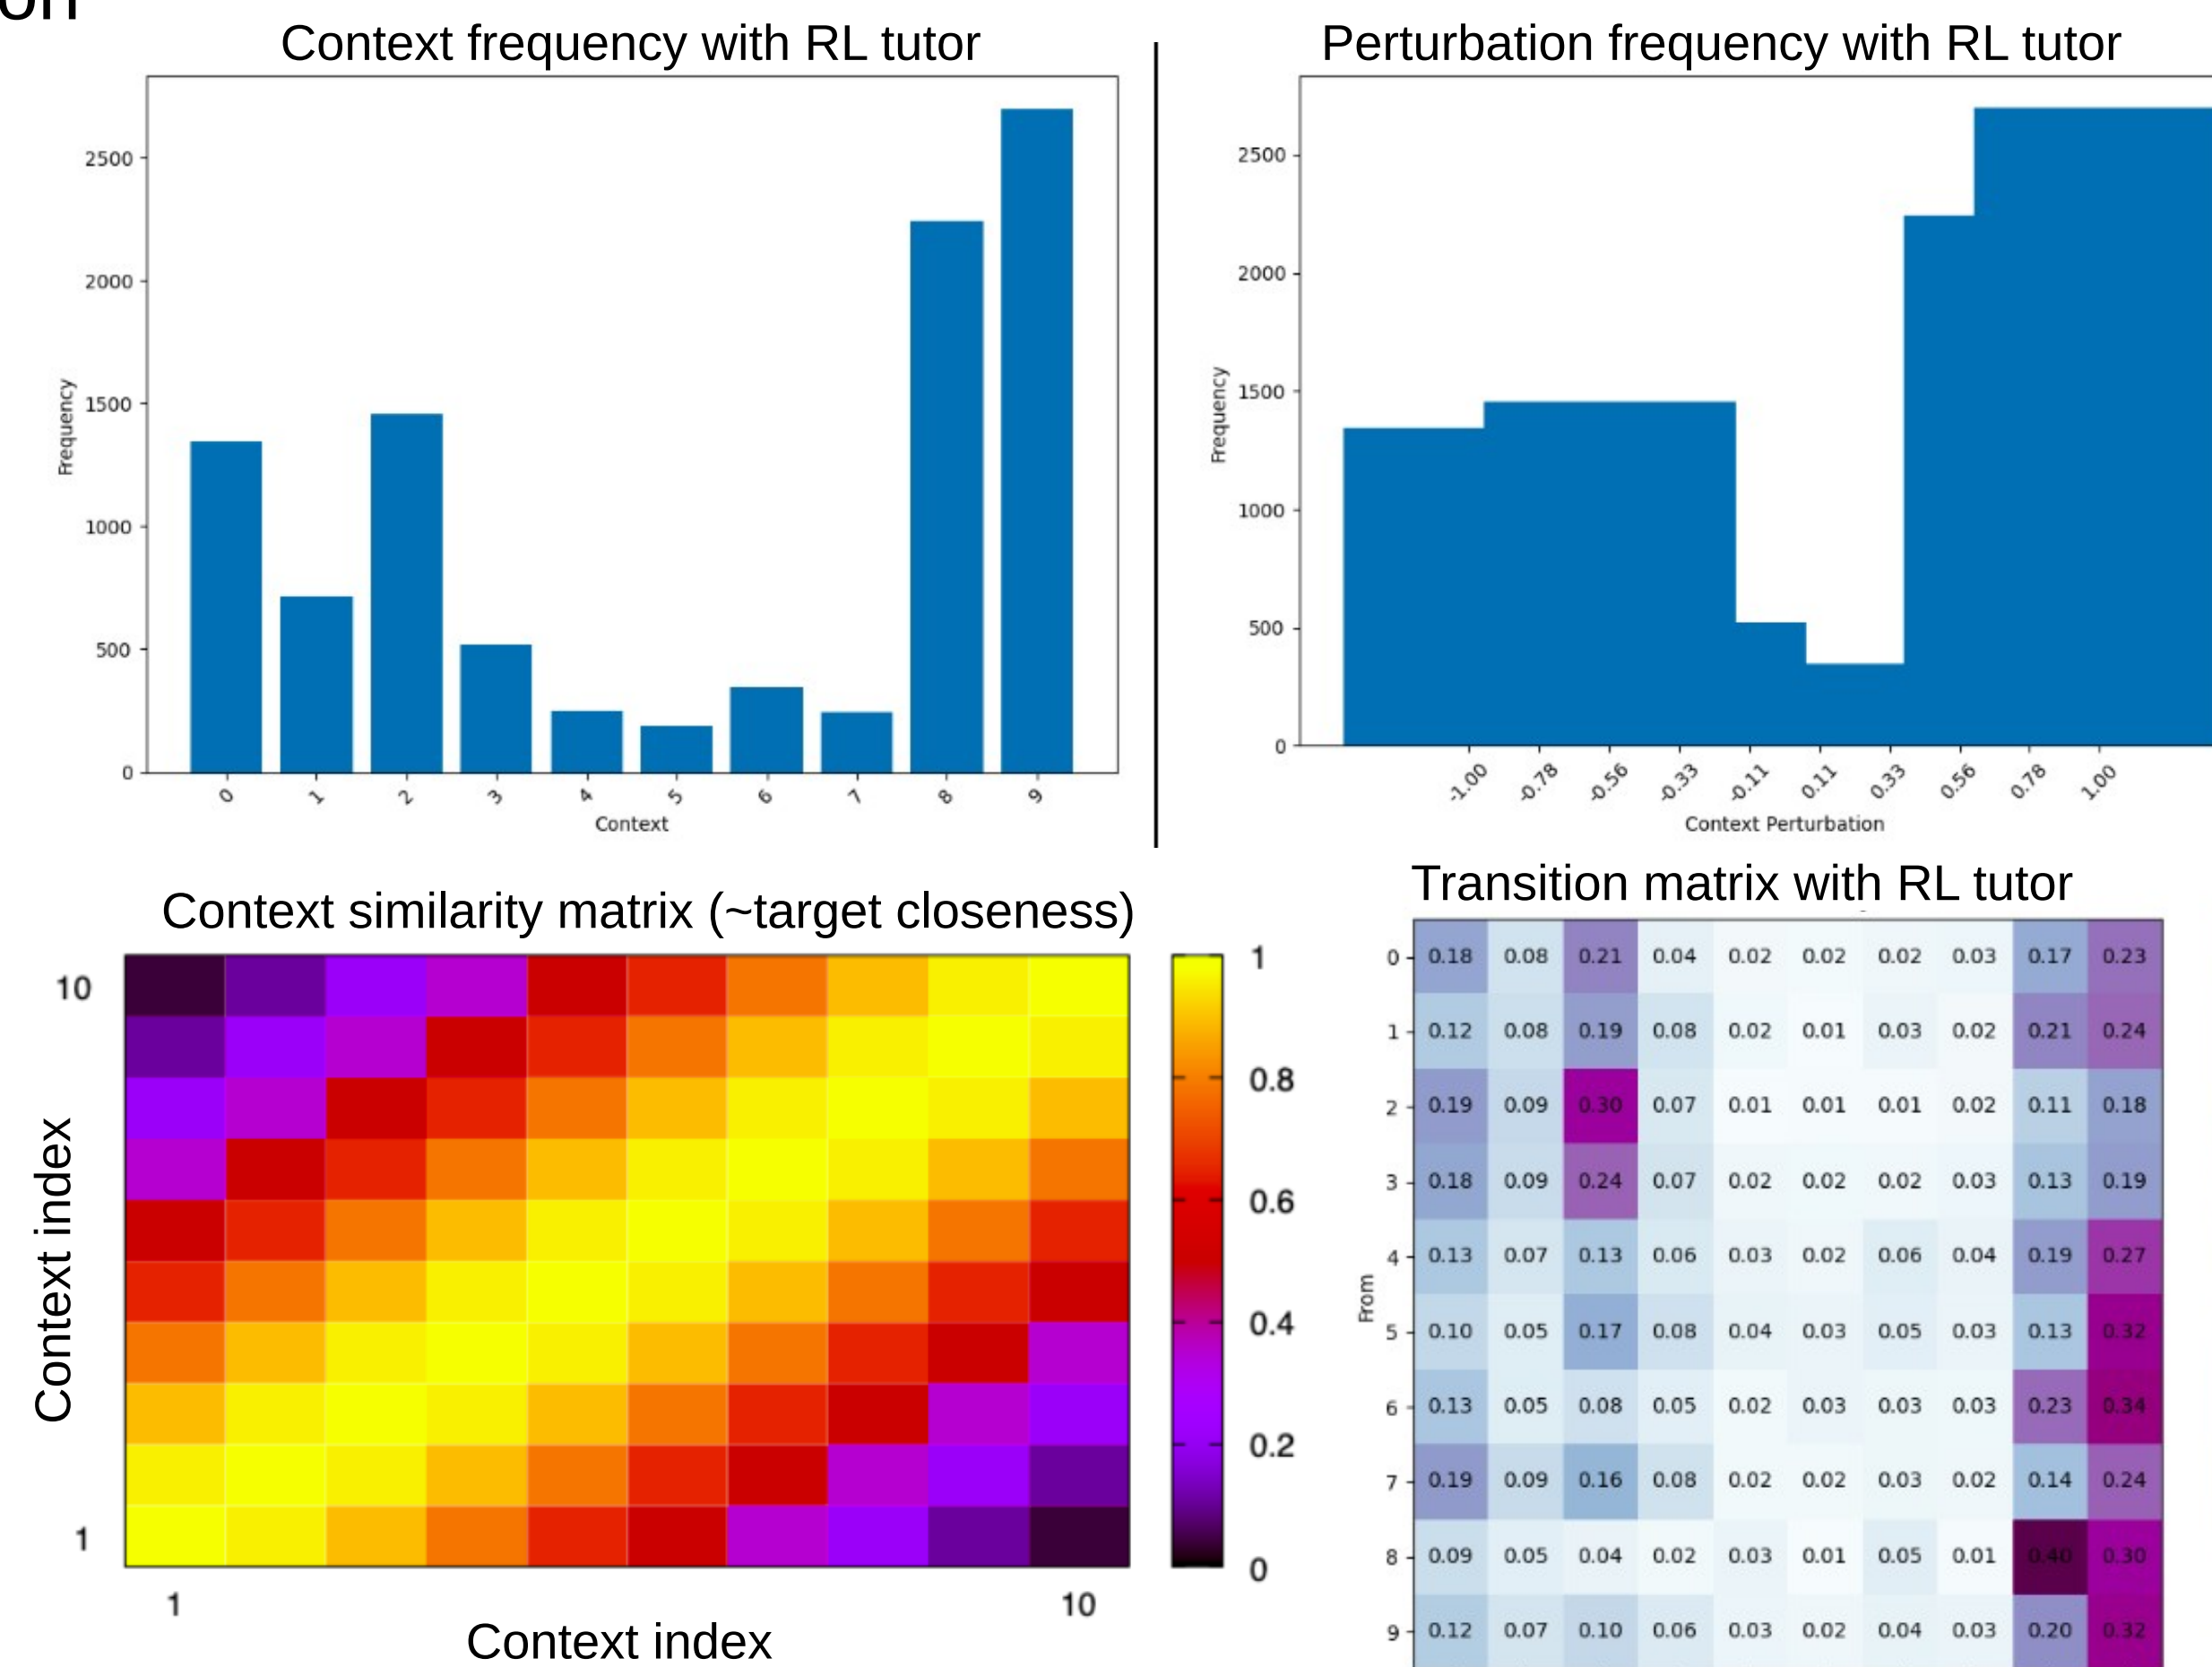 on
Context frequency with RL tutor
2500
2000
1500
1000
500
0
Frequency
0 1 2 3 4 5 6 7 8 9
Context
Perturbation frequency with RL tutor
2500
2000
1500
1000
500
0
Frequency
-1.00 -0.78 -0.56 -0.33 -0.11 0.11 0.33 0.56 0.78 1.00
Context Perturbation
Context similarity matrix (~target closeness)
10
Context index
1
1 10
Context index
1
0.8
0.6
0.4
0.2
0
Transition matrix with RL tutor
From
0 0.18 0.08 0.21 0.04 0.02 0.02 0.02 0.03 0.17 0.23
1 0.12 0.08 0.19 0.08 0.02 0.01 0.03 0.02 0.21 0.24
2 0.19 0.09 0.30 0.07 0.01 0.01 0.01 0.02 0.11 0.18
3 0.18 0.09 0.24 0.07 0.02 0.02 0.02 0.03 0.13 0.19
4 0.13 0.07 0.13 0.06 0.03 0.02 0.06 0.04 0.19 0.27
5 0.10 0.05 0.17 0.08 0.04 0.03 0.05 0.03 0.13 0.32
6 0.13 0.05 0.08 0.05 0.02 0.03 0.03 0.03 0.23 0.34
7 0.19 0.09 0.16 0.08 0.02 0.02 0.03 0.02 0.14 0.24
8 0.09 0.05 0.04 0.02 0.03 0.01 0.05 0.01 0.40 0.30
9 0.12 0.07 0.10 0.06 0.03 0.02 0.04 0.03 0.20 0.32